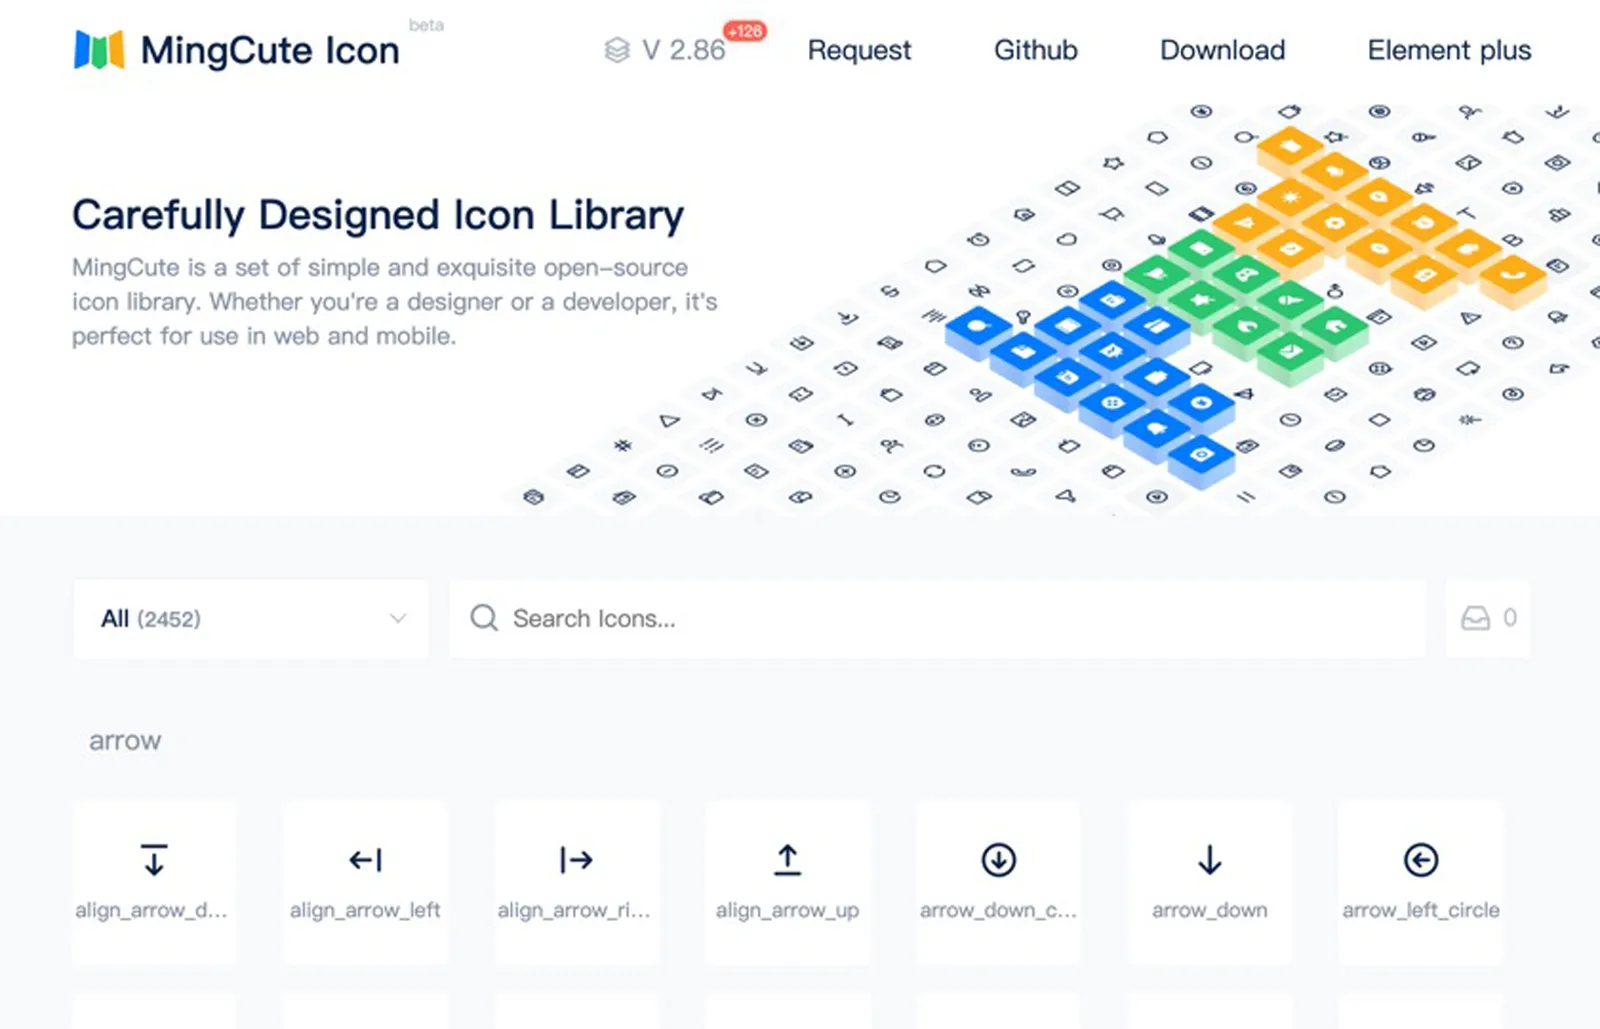 MingCute Icon
beta
V 2.86
+126
Request
Github
Download
Element plus
Carefully Designed Icon Library
MingCute is a set of simple and exquisite open-source
icon library. Whether you're a designer or a developer, it's
perfect for use in web and mobile.
All (2452)
Search Icons...
0
arrow
align_arrow_d...
align_arrow_left
align_arrow_ri...
align_arrow_up
arrow_down_c...
arrow_down
arrow_left_circle